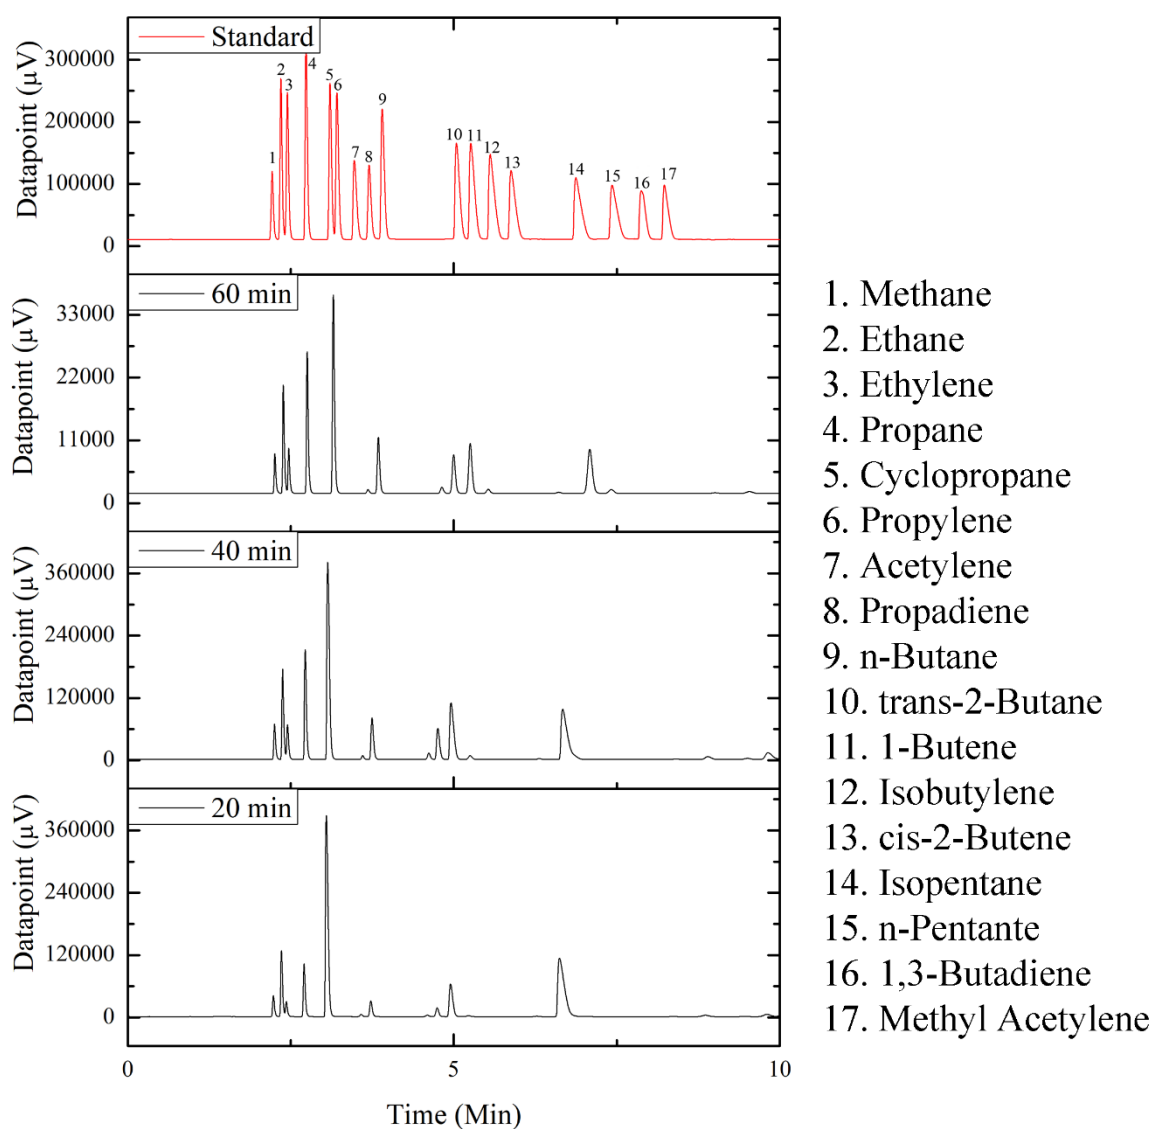 Standard
Datapoint (µV)
300000
200000
100000
0
1
2
3
4
5
6
7
8
9
10
11
12
13
14
15
16
17
60 min
Datapoint (µV)
33000
22000
11000
0
40 min
Datapoint (µV)
360000
240000
120000
0
20 min
Datapoint (µV)
360000
240000
120000
0
0
5
10
Time (Min)
1. Methane
2. Ethane
3. Ethylene
4. Propane
5. Cyclopropane
6. Propylene
7. Acetylene
8. Propadiene
9. n-Butane
10. trans-2-Butane
11. 1-Butene
12. Isobutylene
13. cis-2-Butene
14. Isopentane
15. n-Pentante
16. 1,3-Butadiene
17. Methyl Acetylene